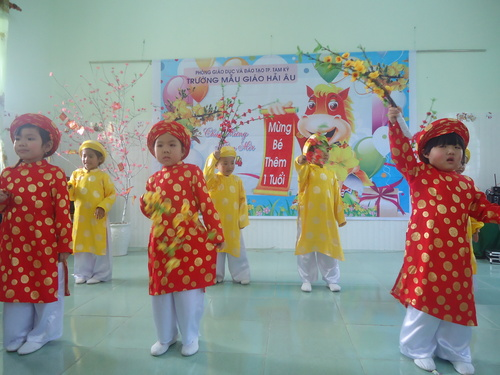 PHÒNG GIÁO DỤC VÀ ĐÀO TẠO TP. TAM KỲ
TRƯỜNG MẪU GIÁO HẢI ÂU
Mừng
Bé
Thêm
1 Tuổi